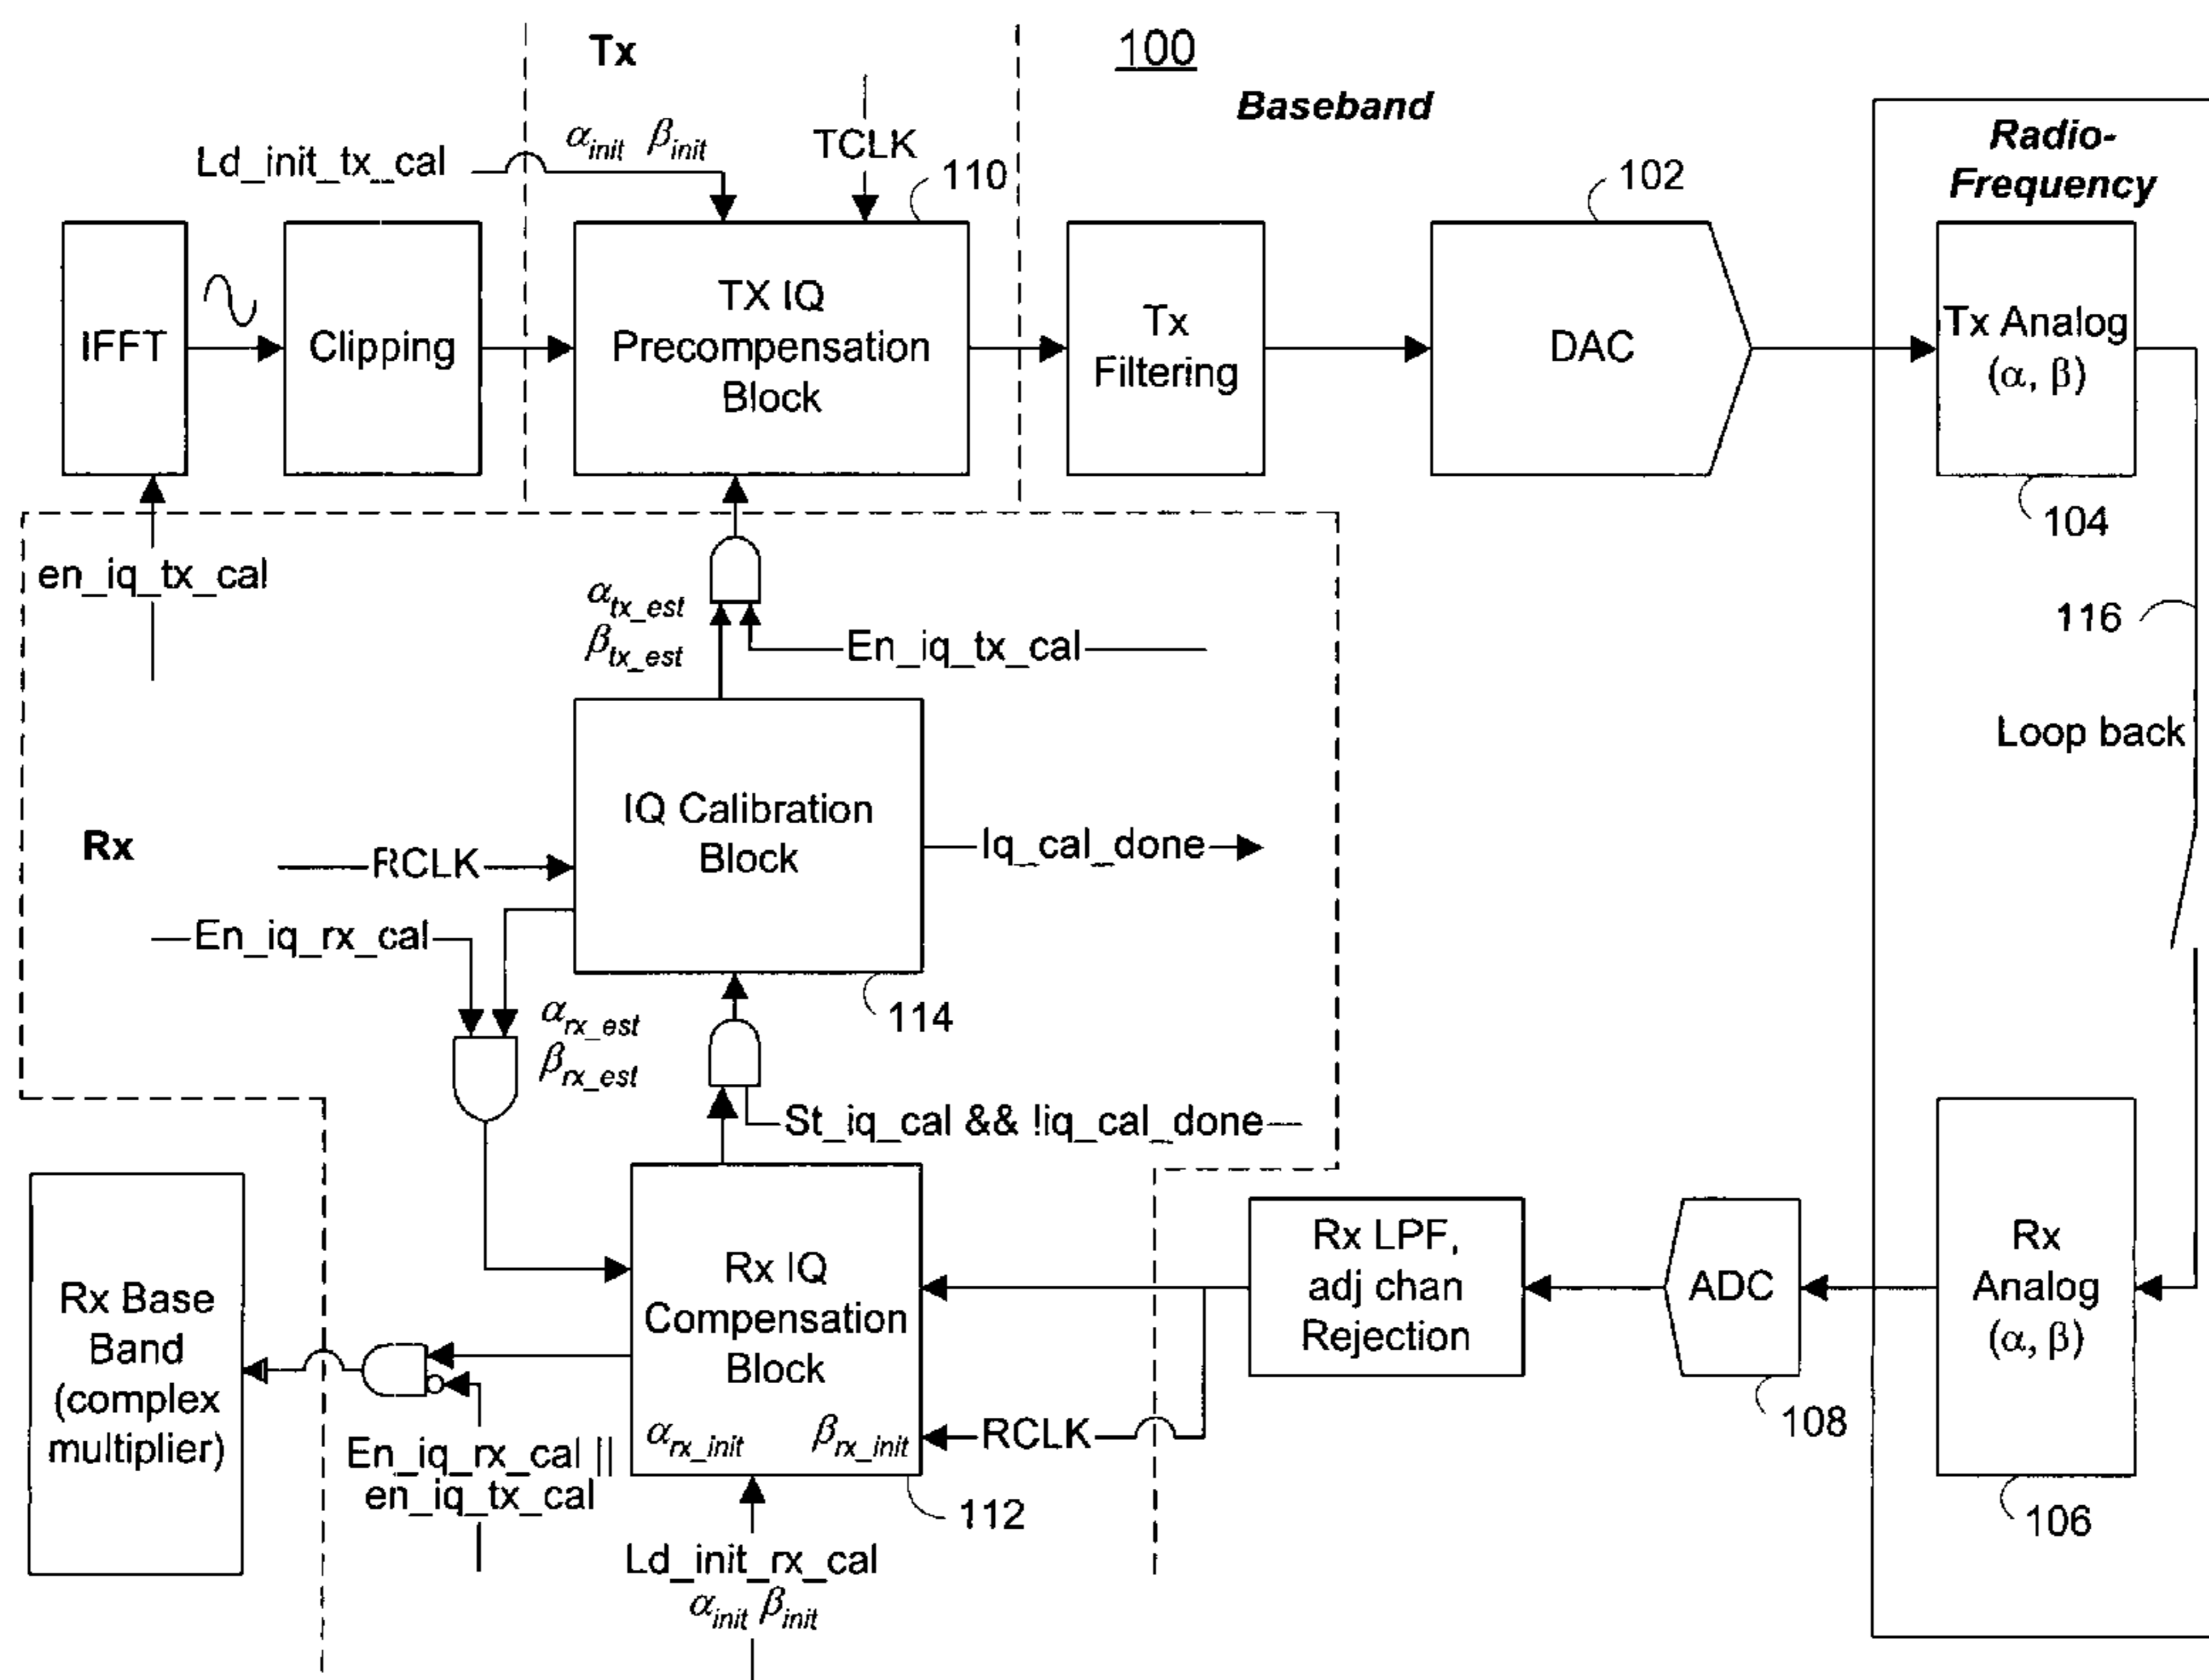 Tx
100
Baseband
Radio-
Frequency
Ld_init_tx_cal
αinit βinit
TCLK
110
102
IFFT
Clipping
TX IQ
Precompensation
Block
Tx
Filtering
DAC
Tx Analog
(α, β)
104
en_iq_tx_cal
αtx_est
βtx_est
En_iq_tx_cal
116
Loop back
IQ Calibration
Block
Iq_cal_done
Rx
RCLK
En_iq_rx_cal
114
αrx_est
βrx_est
St_iq_cal && !iq_cal_done
Rx Base
Band
(complex
multiplier)
Rx IQ
Compensation
Block
αrx_init βrx_init
RCLK
Rx LPF,
adj chan
Rejection
ADC
108
Rx
Analog
(α, β)
106
En_iq_rx_cal ||
en_iq_tx_cal
112
Ld_init_rx_cal
αinit βinit